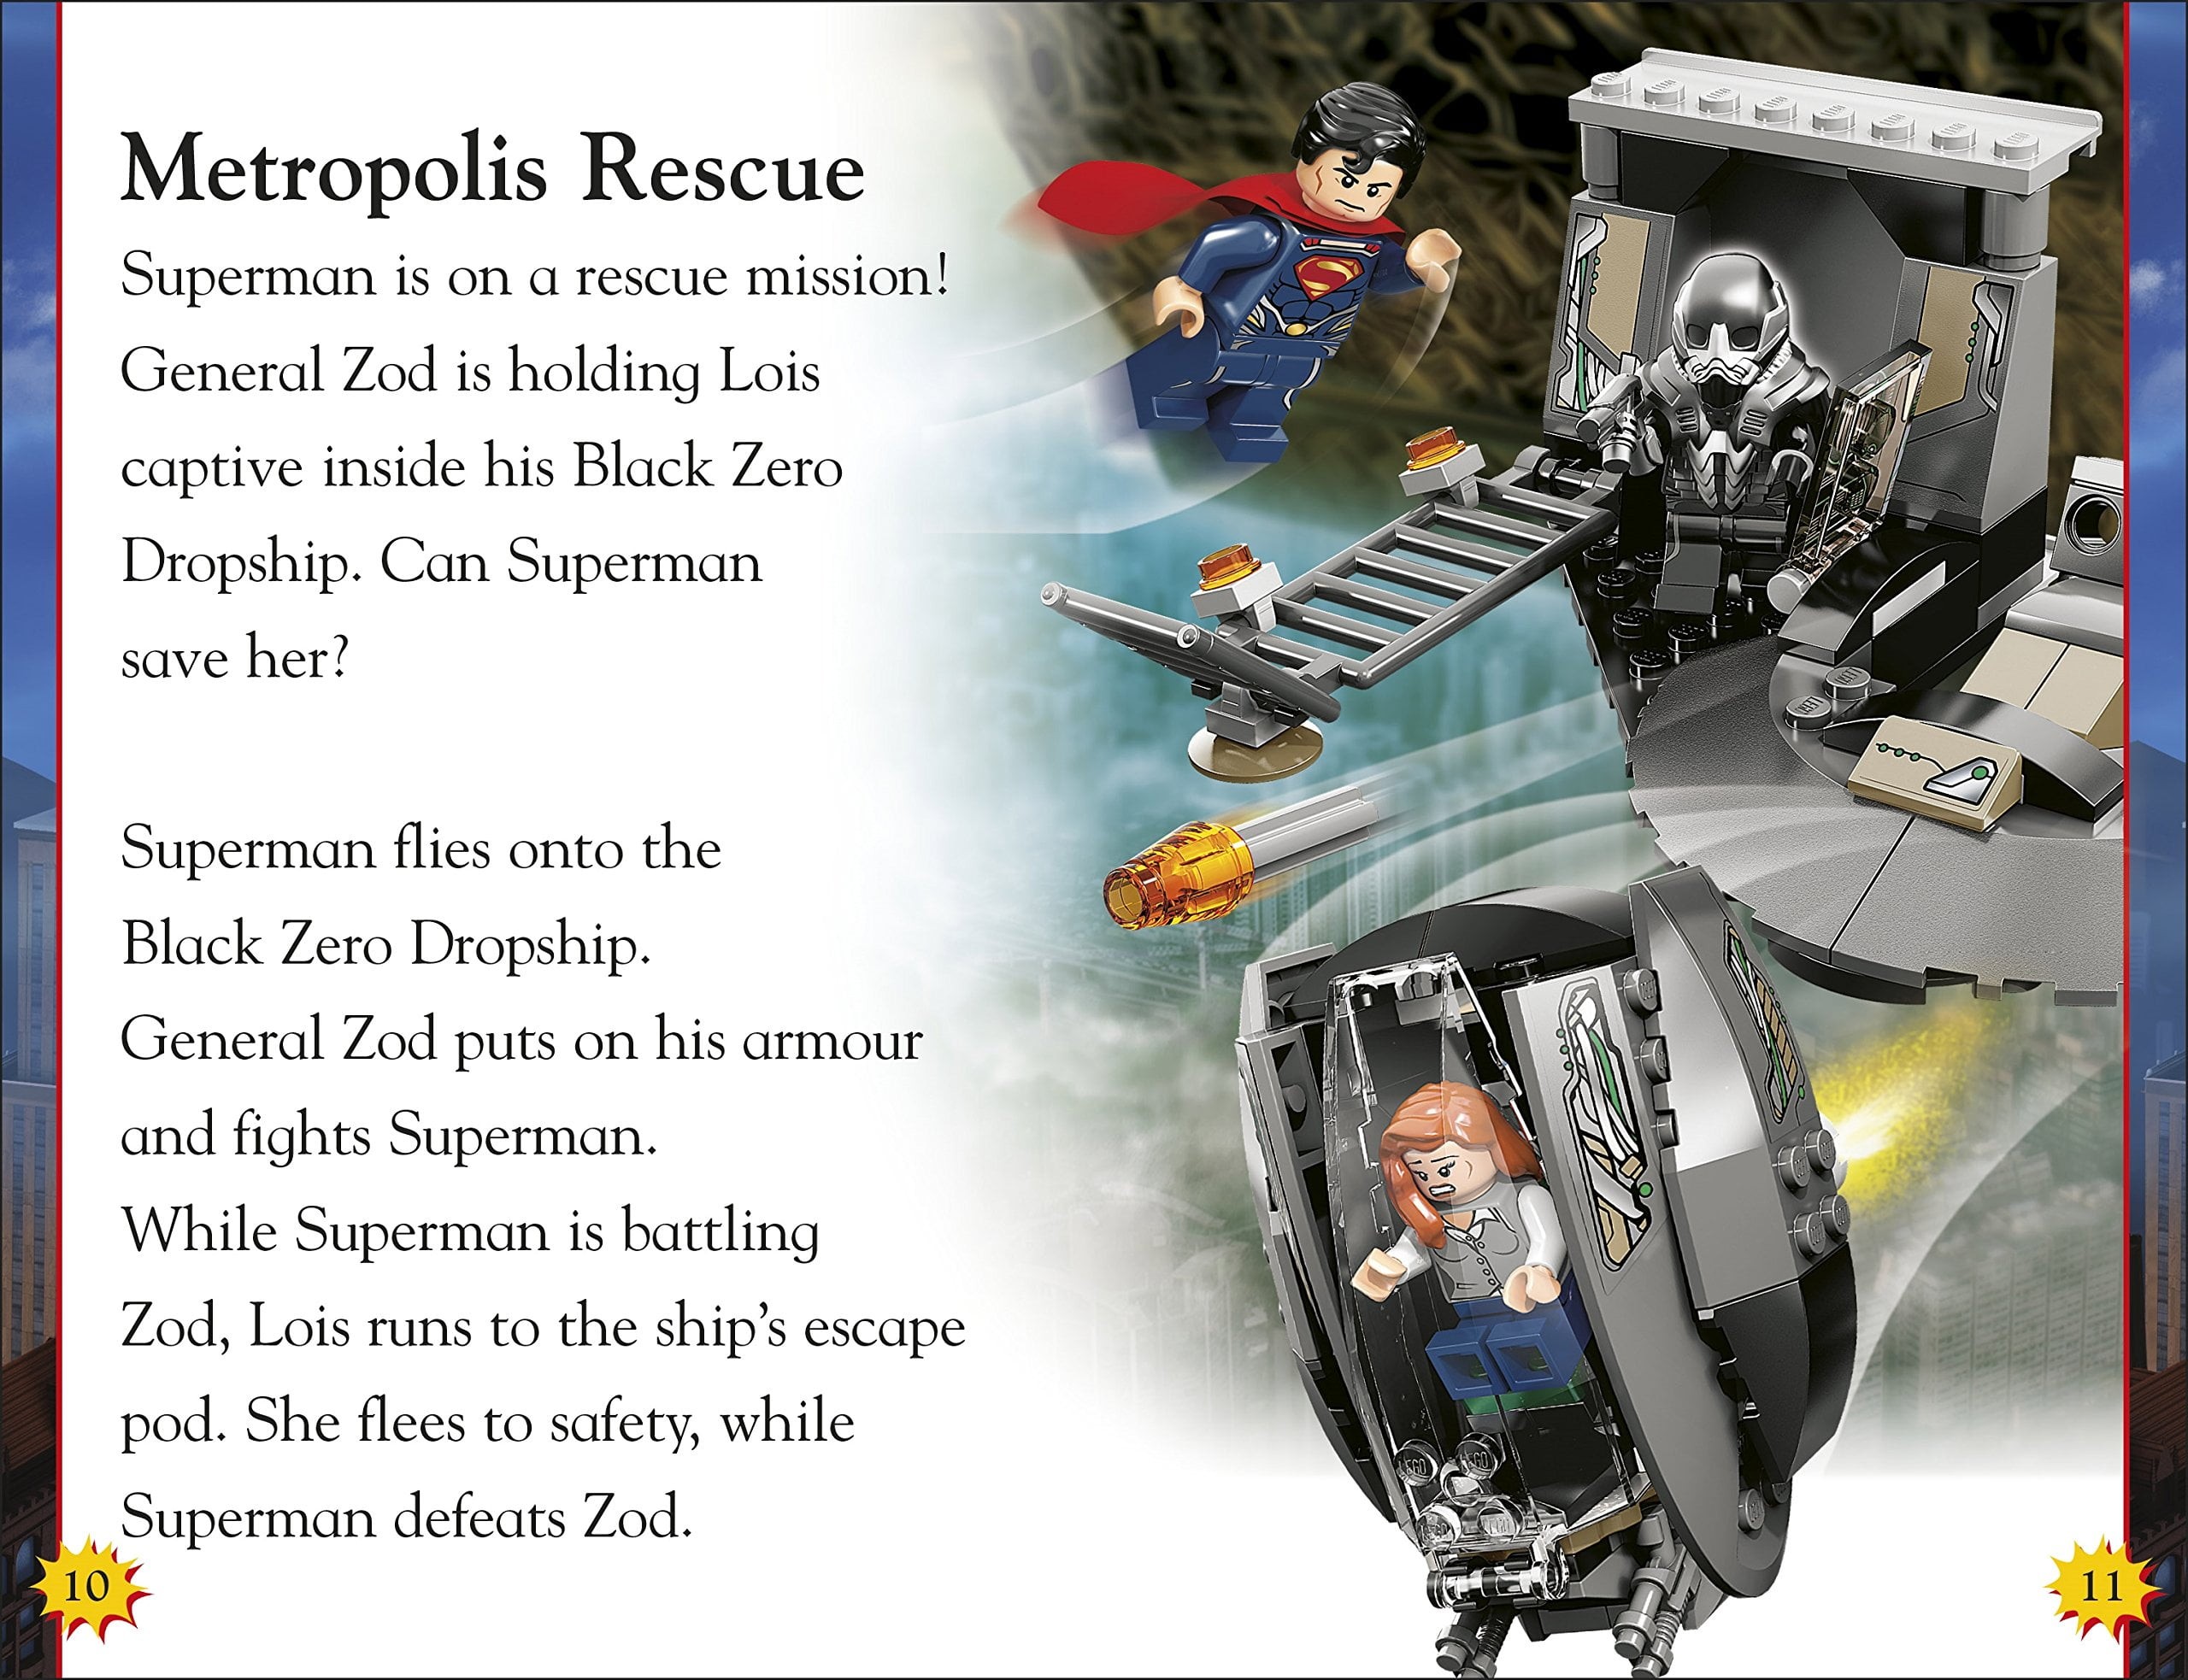 Metropolis Rescue
Superman is on a rescue mission!
General Zod is holding Lois
captive inside his Black Zero
Dropship. Can Superman
save her?
Superman flies onto the
Black Zero Dropship.
General Zod puts on his armour
and fights Superman.
While Superman is battling
Zod, Lois runs to the ship’s escape
pod. She flees to safety, while
Superman defeats Zod.
10
11